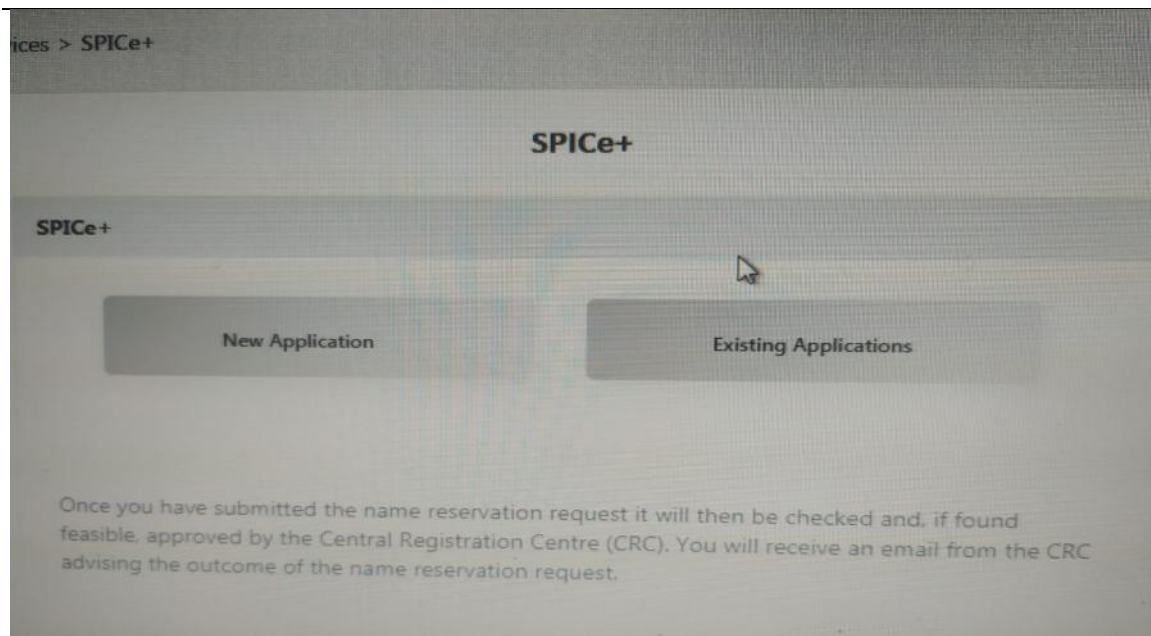 ices > SPICe+
SPICe+
SPICe+
New Application
Existing Applications
Once you have submitted the name reservation request it will then be checked and, if found
feasible, approved by the Central Registration Centre (CRC). You will receive an email from the CRC
advising the outcome of the name reservation request.